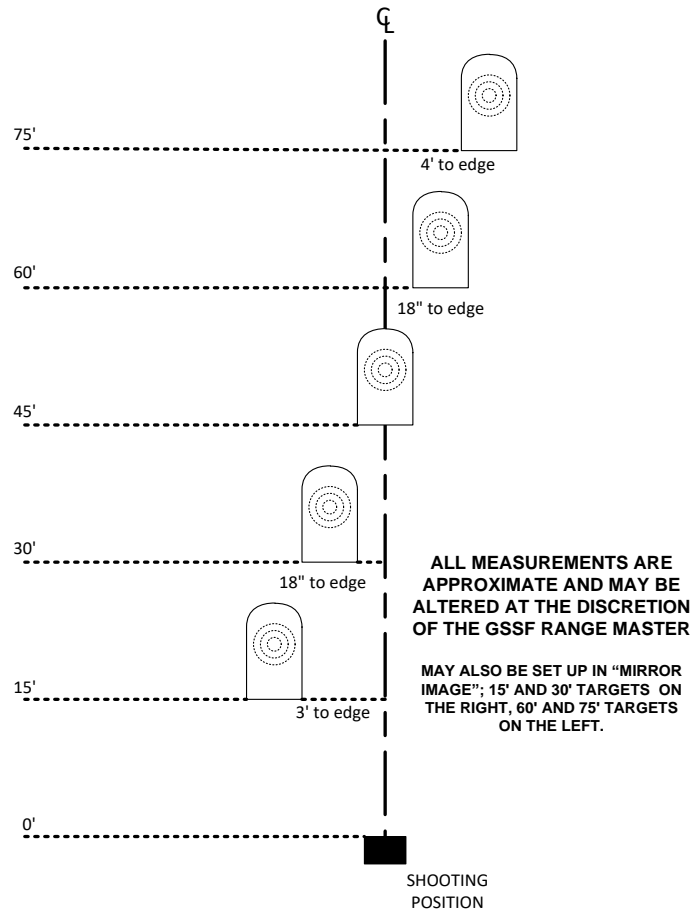 ℄
75'
4' to edge
60'
18" to edge
45'
30'
18" to edge
ALL MEASUREMENTS ARE
APPROXIMATE AND MAY BE
ALTERED AT THE DISCRETION
OF THE GSSF RANGE MASTER
MAY ALSO BE SET UP IN “MIRROR
IMAGE”; 15' AND 30' TARGETS ON
THE RIGHT, 60' AND 75' TARGETS
ON THE LEFT.
15'
3' to edge
0'
SHOOTING
POSITION